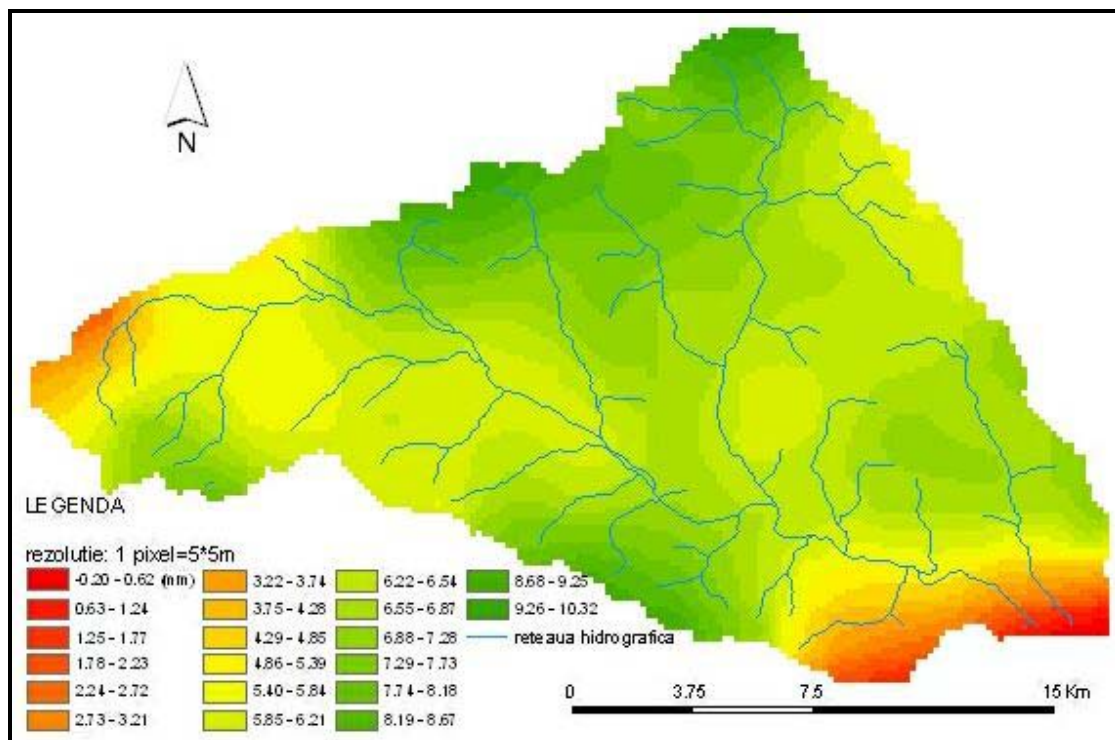 N
LEGENDA
rezolutie: 1 pixel=5*5m
-0.20 - 0.62 (mm)
0.63 - 1.24
1.25 - 1.77
1.78 - 2.23
2.24 - 2.72
2.73 - 3.21
3.22 - 3.74
3.75 - 4.28
4.29 - 4.85
4.86 - 5.39
5.40 - 5.84
5.85 - 6.21
6.22 - 6.54
6.55 - 6.87
6.88 - 7.28
7.29 - 7.73
7.74 - 8.18
8.19 - 8.67
8.68 - 9.25
9.26 - 10.32
reteaua hidrografica
0 3.75 7.5 15 Km